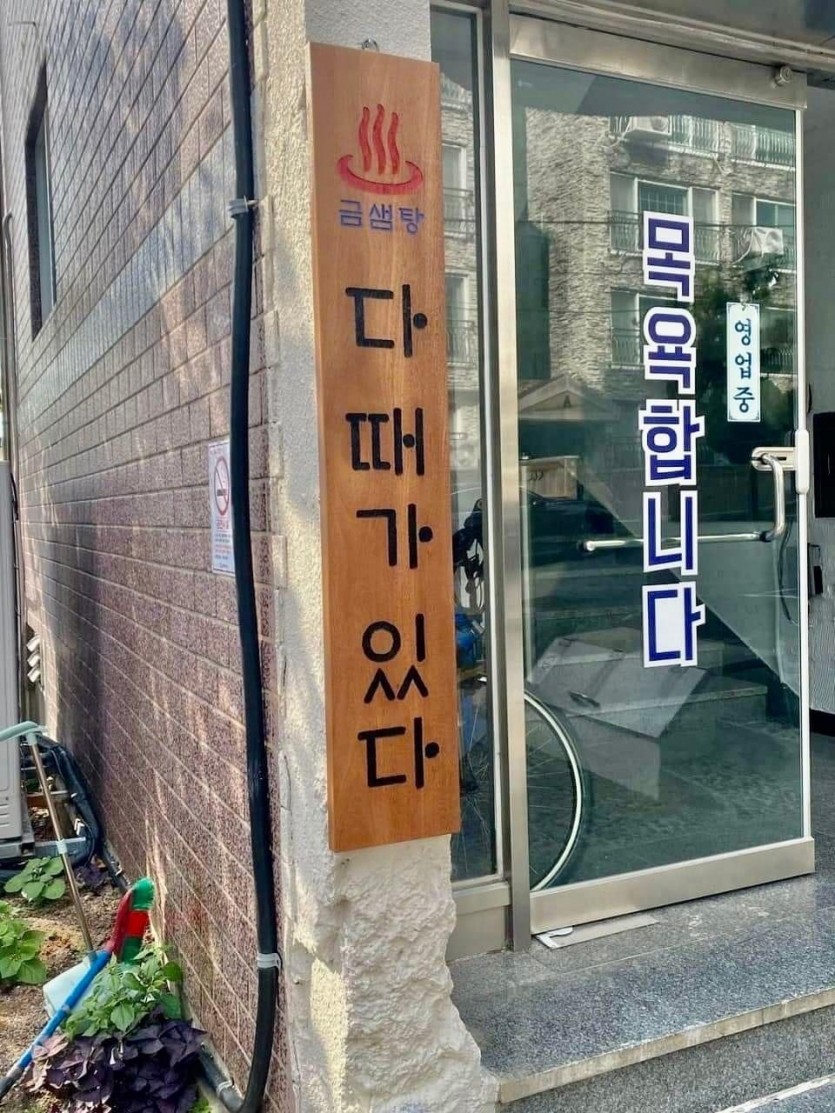 금샘탕
다 때가 있다
목욕합니다
영업중